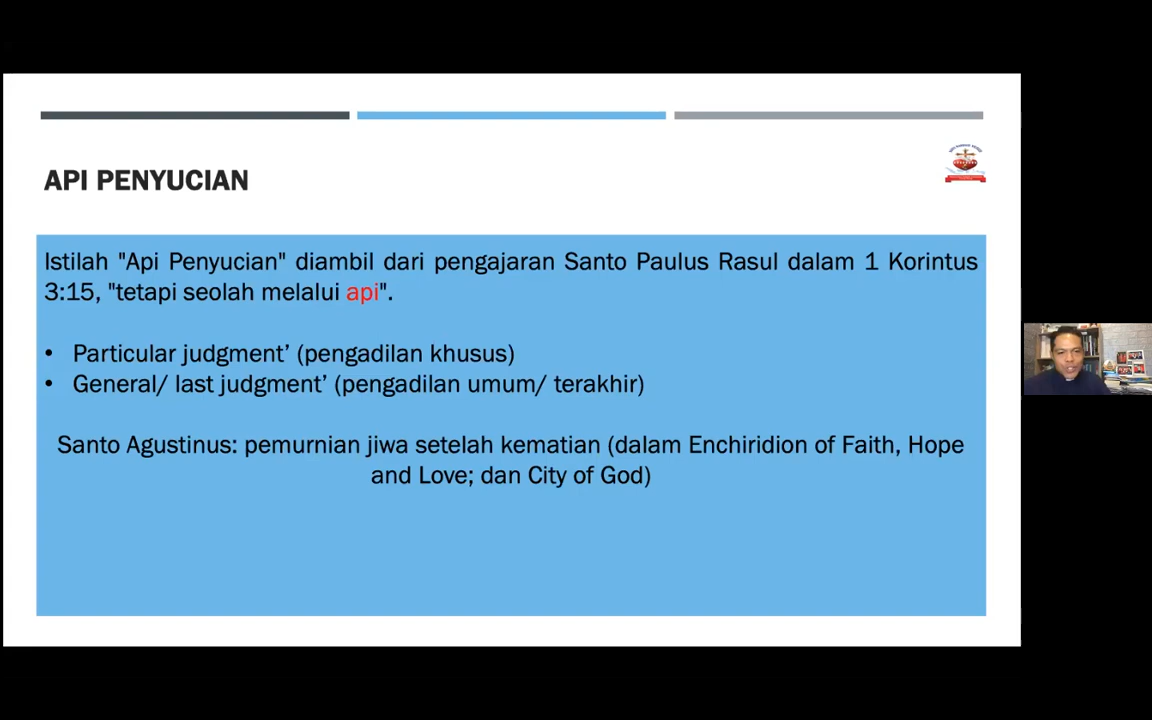 API PENYUCIAN
Istilah "Api Penyucian" diambil dari pengajaran Santo Paulus Rasul dalam 1 Korintus
3:15, "tetapi seolah melalui api".
• Particular judgment’ (pengadilan khusus)
• General/ last judgment’ (pengadilan umum/ terakhir)
Santo Agustinus: pemurnian jiwa setelah kematian (dalam Enchiridion of Faith, Hope
and Love; dan City of God)